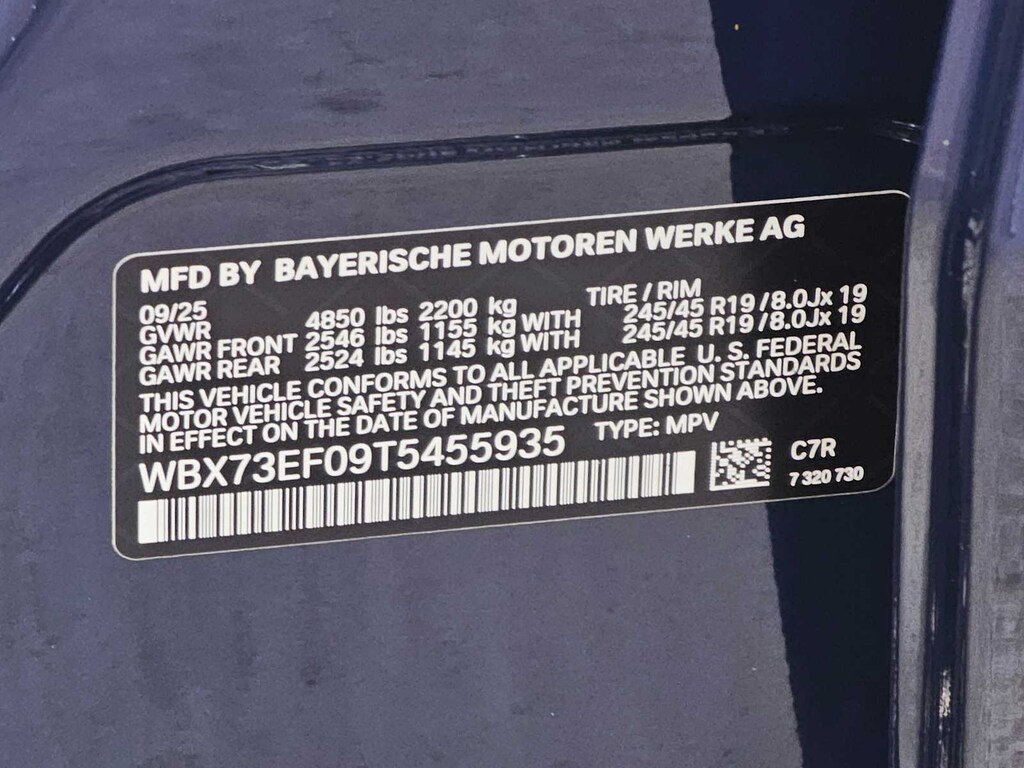 MFD BY BAYERISCHE MOTOREN WERKE AG
09/25 TIRE / RIM
GVWR 4850 lbs 2200 kg
GAWR FRONT 2546 lbs 1155 kg WITH 245/45 R19 / 8.0Jx 19
GAWR REAR 2524 lbs 1145 kg WITH 245/45 R19 / 8.0Jx 19
THIS VEHICLE CONFORMS TO ALL APPLICABLE U. S. FEDERAL
MOTOR VEHICLE SAFETY AND THEFT PREVENTION STANDARDS
IN EFFECT ON THE DATE OF MANUFACTURE SHOWN ABOVE.
WBX73EF09T5455935 TYPE: MPV
C7R
7 320 730